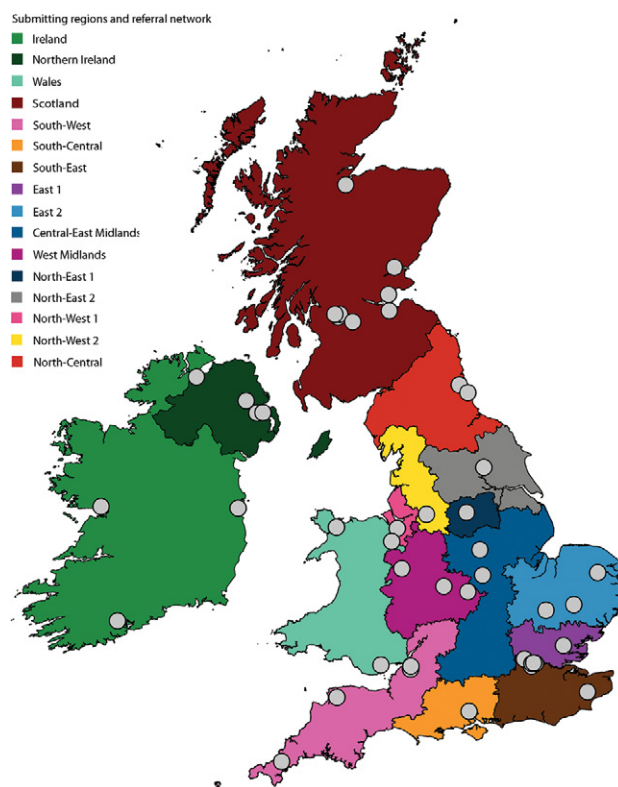 Submitting regions and referral network
Ireland
Northern Ireland
Wales
Scotland
South-West
South-Central
South-East
East 1
East 2
Central-East Midlands
West Midlands
North-East 1
North-East 2
North-West 1
North-West 2
North-Central